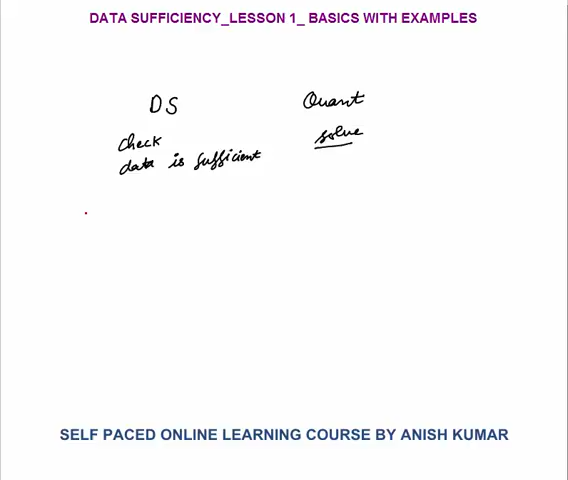 DATA SUFFICIENCY_LESSON 1_ BASICS WITH EXAMPLES
DS Quant
check solve
data is sufficient
SELF PACED ONLINE LEARNING COURSE BY ANISH KUMAR